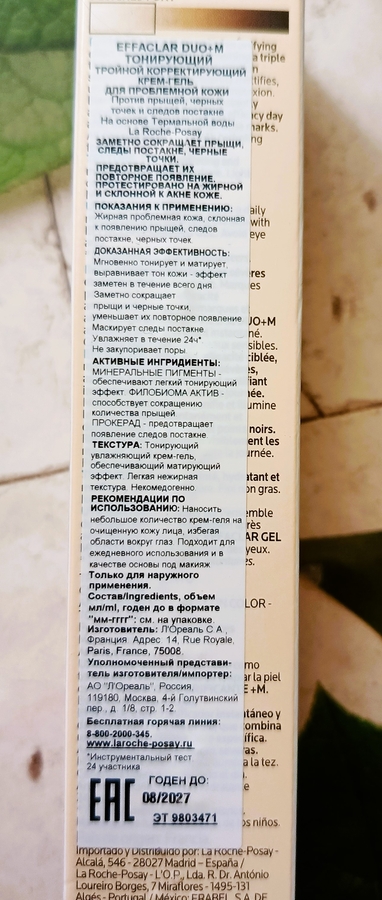 EFFACLAR DUO+M
ТОНИРУЮЩИЙ
ТРОЙНОЙ КОРРЕКТИРУЮЩИЙ
КРЕМ-ГЕЛЬ
ДЛЯ ПРОБЛЕМНОЙ КОЖИ
Против прыщей, черных
точек и следов постакне
На основе Термальной воды
La Roche-Posay
ЗАМЕТНО СОКРАЩАЕТ ПРЫЩИ,
СЛЕДЫ ПОСТАКНЕ, ЧЕРНЫЕ
ТОЧКИ.
ПРЕДОТВРАЩАЕТ ИХ
ПОВТОРНОЕ ПОЯВЛЕНИЕ.
ПРОТЕСТИРОВАНО НА ЖИРНОЙ
И СКЛОННОЙ К АКНЕ КОЖЕ.
ПОКАЗАНИЯ К ПРИМЕНЕНИЮ:
Жирная проблемная кожа, склонная
к появлению прыщей, следов
постакне, черных точек
ДОКАЗАННАЯ ЭФФЕКТИВНОСТЬ:
Мгновенно тонирует и матирует,
выравнивает тон кожи - эффект
заметен в течение всего дня
Заметно сокращает
прыщи и черные точки,
уменьшает их повторное появление
Маскирует следы постакне
Увлажняет в течение 24ч*
Не закупоривает поры
АКТИВНЫЕ ИНГРИДИЕНТЫ:
МИНЕРАЛЬНЫЕ ПИГМЕНТЫ -
обеспечивают легкий тонирующий
эффект ФИЛОБИОМА АКТИВ -
способствует сокращению
количества прыщей
ПРОКЕРАД - предотвращает
появление следов постакне
ТЕКСТУРА: Тонирующий
увлажняющий крем-гель,
обеспечивающий матирующий
эффект. Легкая нежирная
текстура. Некомедогенно
РЕКОМЕНДАЦИИ ПО
ИСПОЛЬЗОВАНИЮ: Наносить
небольшое количество крем-геля на
очищенную кожу лица, избегая
области вокруг глаз. Подходит для
ежедневного использования и в
качестве основы под макияж
Только для наружного
применения.
Состав/Ingredients, объем
мл/ml, годен до в формате
"мм-гггг": см. на упаковке.
Изготовитель: Л'Ореаль С.А.,
Франция. Адрес: 14, Rue Royale,
Paris, France, 75008.
Уполномоченный представи-
тель изготовителя/импортер:
АО "Л'Ореаль", Россия,
119180, Москва, 4-й Голутвинский
пер., д. 1/8, стр. 1-2.
Бесплатная горячая линия:
8-800-2000-345.
www.laroche-posay.ru
*Инструментальный тест
24 участника
ГОДЕН ДО:
EAC 08/2027
ЭТ 9803471
Importado y Distribuido por: La Roche-Posay -
Alcalá, 546 - 28027 Madrid – España /
La Roche-Posay - L'O.P., Lda. R. Dr. António
Loureiro Borges, 7 Miraflores - 1495-131
Algés - Portugal / México: FRABEL, S.A. DE